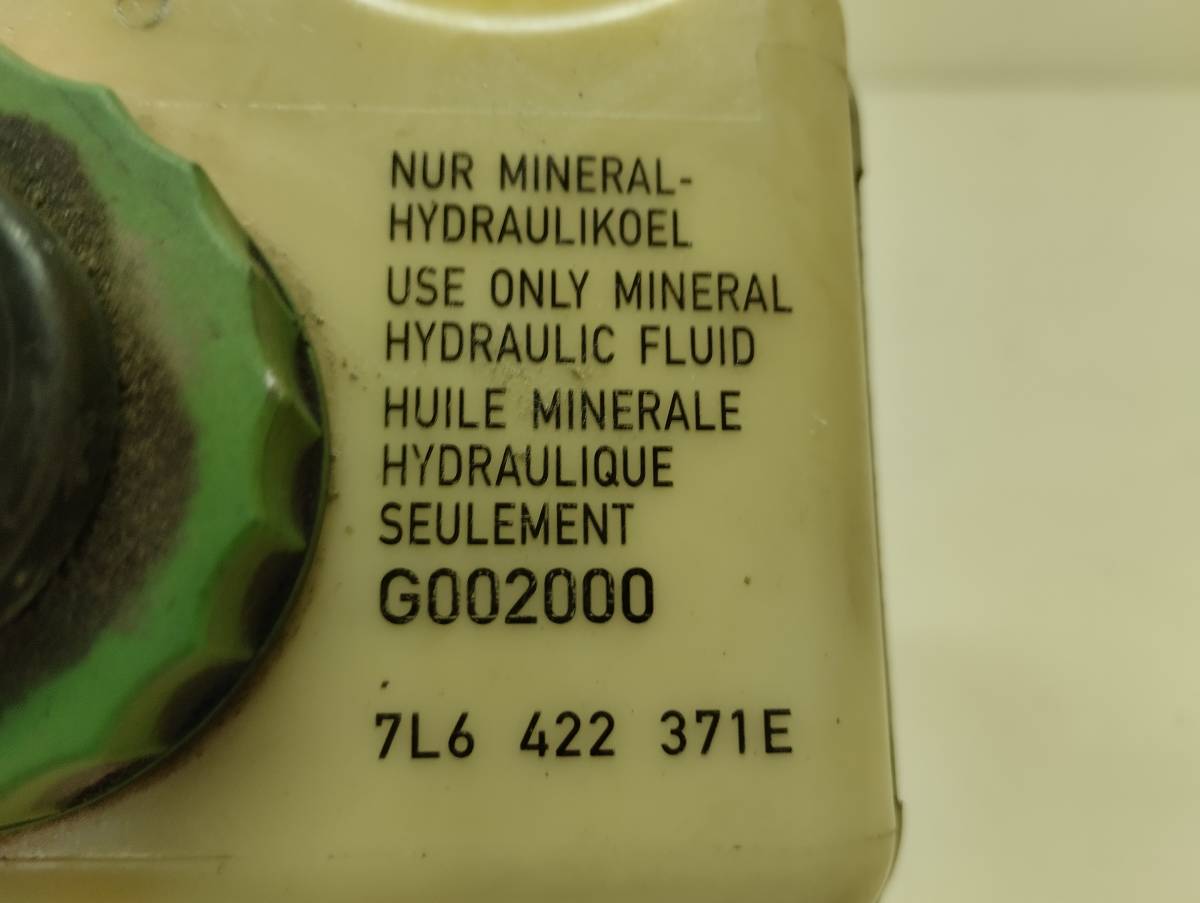 NUR MINERAL-
HYDRAULIKOEL
USE ONLY MINERAL
HYDRAULIC FLUID
HUILE MINERALE
HYDRAULIQUE
SEULEMENT
G002000
7L6 422 371E